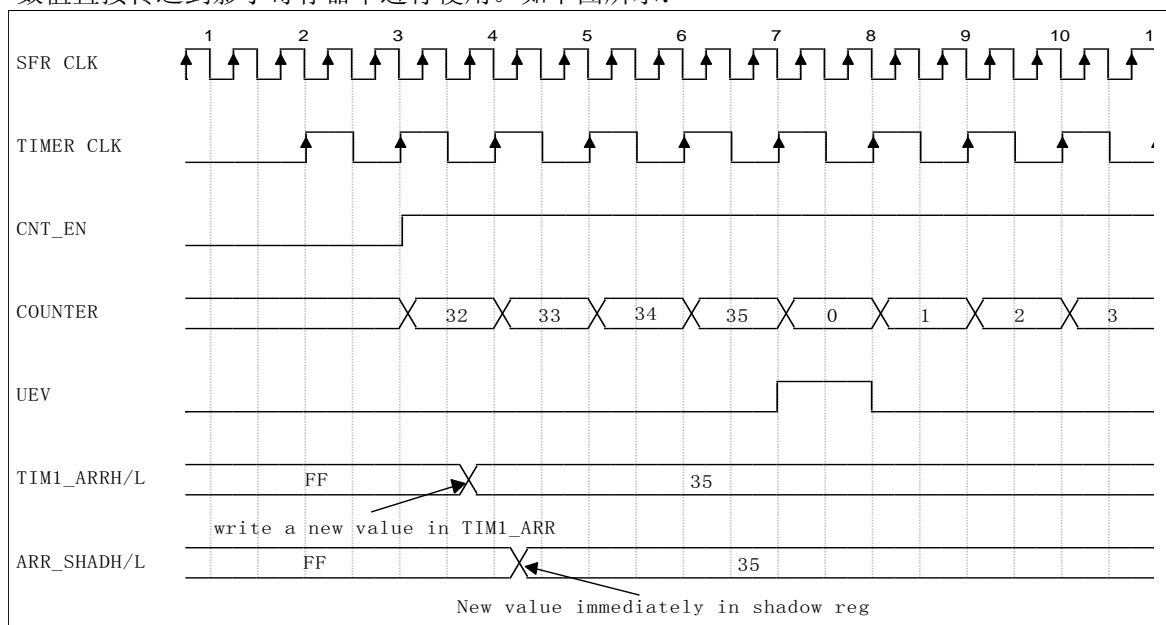 1 2 3 4 5 6 7 8 9 10 1
SFR CLK
TIMER CLK
CNT_EN
COUNTER 32 33 34 35 0 1 2 3
UEV
TIM1_ARRH/L FF 35
write a new value in TIM1_ARR
ARR_SHADH/L FF 35
New value immediately in shadow reg